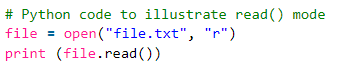 # Python code to illustrate read() mode
file = open("file.txt", "r")
print (file.read())